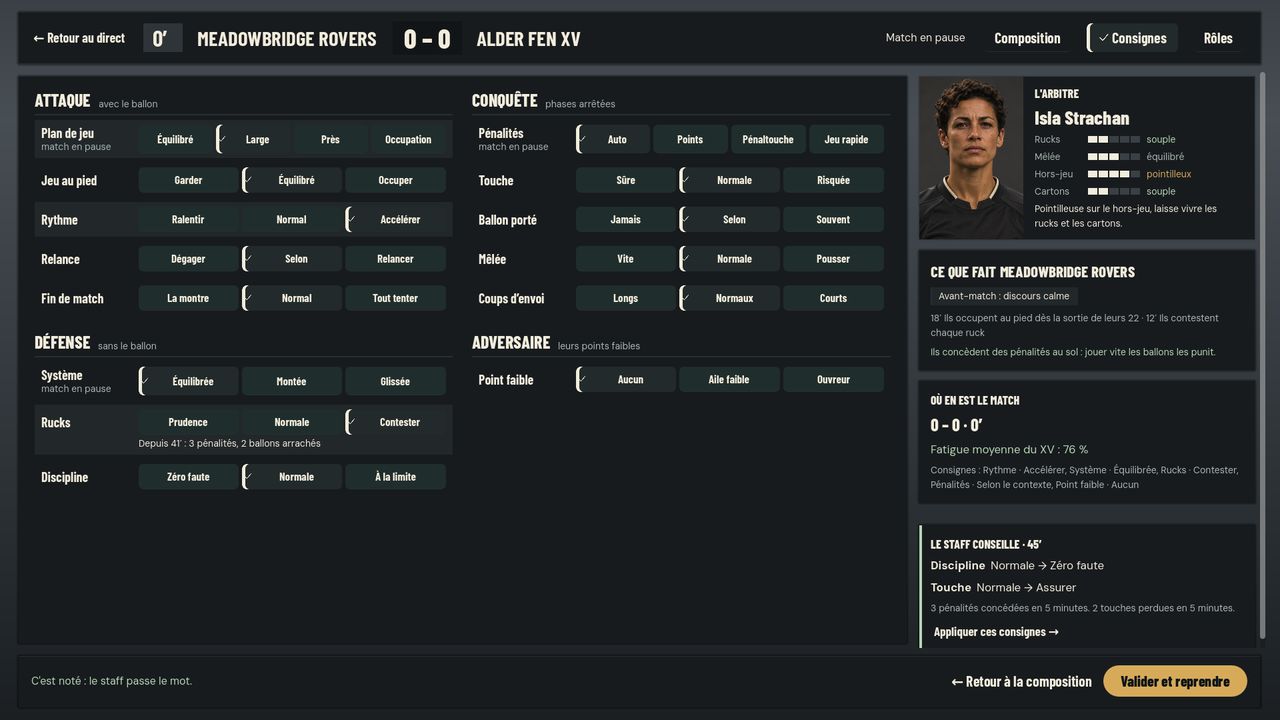 ← Retour au direct
0′
MEADOWBRIDGE ROVERS
0 – 0
ALDER FEN XV
Match en pause
Composition
✓ Consignes
Rôles
ATTAQUE avec le ballon
Plan de jeu
match en pause
Équilibré
✓ Large
Près
Occupation
Jeu au pied
Garder
✓ Équilibré
Occuper
Rythme
Ralentir
Normal
✓ Accélérer
Relance
Dégager
✓ Selon
Relancer
Fin de match
La montre
✓ Normal
Tout tenter
DÉFENSE sans le ballon
Système
match en pause
✓ Équilibrée
Montée
Glissée
Rucks
Prudence
Normale
✓ Contester
Depuis 41′ : 3 pénalités, 2 ballons arrachés
Discipline
Zéro faute
✓ Normale
À la limite
CONQUÊTE phases arrêtées
Pénalités
match en pause
✓ Auto
Points
Pénaltouche
Jeu rapide
Touche
Sûre
✓ Normale
Risquée
Ballon porté
Jamais
✓ Selon
Souvent
Mêlée
Vite
✓ Normale
Pousser
Coups d'envoi
Longs
✓ Normaux
Courts
ADVERSAIRE leurs points faibles
Point faible
✓ Aucun
Aile faible
Ouvreur
L'ARBITRE
Isla Strachan
Rucks souple
Mêlée équilibré
Hors-jeu pointilleux
Cartons souple
Pointilleuse sur le hors-jeu, laisse vivre les
rucks et les cartons.
CE QUE FAIT MEADOWBRIDGE ROVERS
Avant-match : discours calme
18′ Ils occupent au pied dès la sortie de leurs 22 · 12′ Ils contestent
chaque ruck
Ils concèdent des pénalités au sol : jouer vite les ballons les punit.
OÙ EN EST LE MATCH
0 – 0 · 0′
Fatigue moyenne du XV : 76 %
Consignes : Rythme · Accélérer, Système · Équilibrée, Rucks · Contester,
Pénalités · Selon le contexte, Point faible · Aucun
LE STAFF CONSEILLE · 45′
Discipline Normale → Zéro faute
Touche Normale → Assurer
3 pénalités concédées en 5 minutes. 2 touches perdues en 5 minutes.
Appliquer ces consignes →
C'est noté : le staff passe le mot.
← Retour à la composition
Valider et reprendre